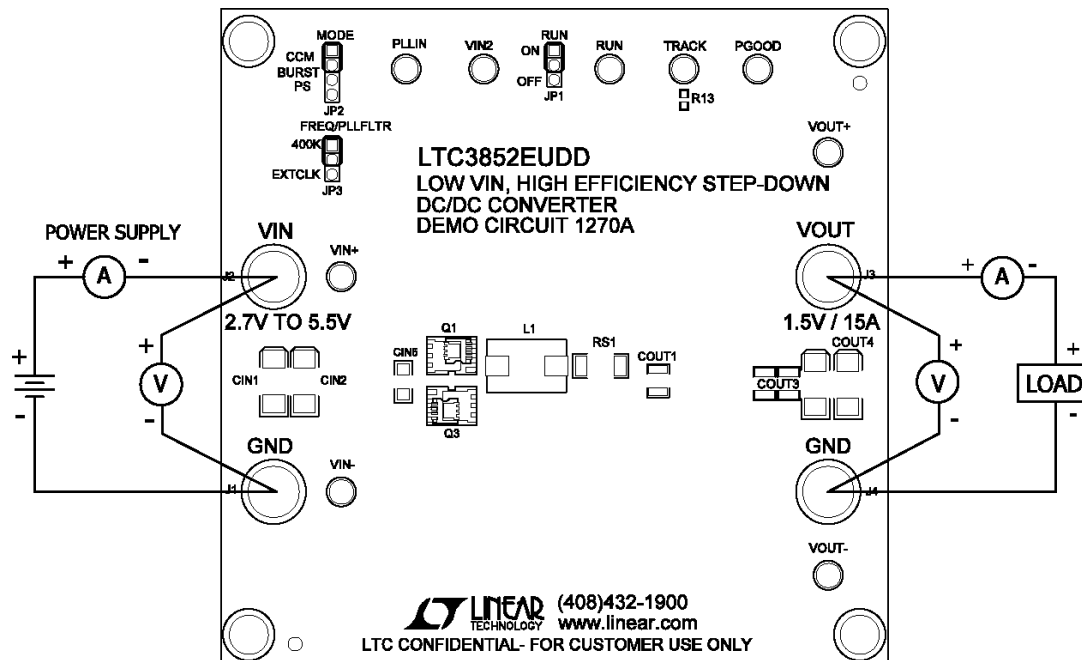 MODE
CCM
BURST
PS
JP2
PLLIN
VIN2
RUN
ON
OFF
JP1
RUN
TRACK
R13
PGOOD
FREQ/PLLFLTR
400K
EXTCLK
JP3
VOUT+
LTC3852EUDD
LOW VIN, HIGH EFFICIENCY STEP-DOWN
DC/DC CONVERTER
DEMO CIRCUIT 1270A
POWER SUPPLY
+ A -
VIN
VIN+
J2
2.7V TO 5.5V
VOUT
J3
1.5V / 15A
+ A -
+
V
-
+
-
CIN1
CIN2
CIN5
Q1
Q3
L1
RS1
COUT1
COUT3
COUT4
+
V
-
+
LOAD
-
GND
J1
VIN-
GND
J4
VOUT-
LINEAR
TECHNOLOGY
(408)432-1900
www.linear.com
LTC CONFIDENTIAL- FOR CUSTOMER USE ONLY